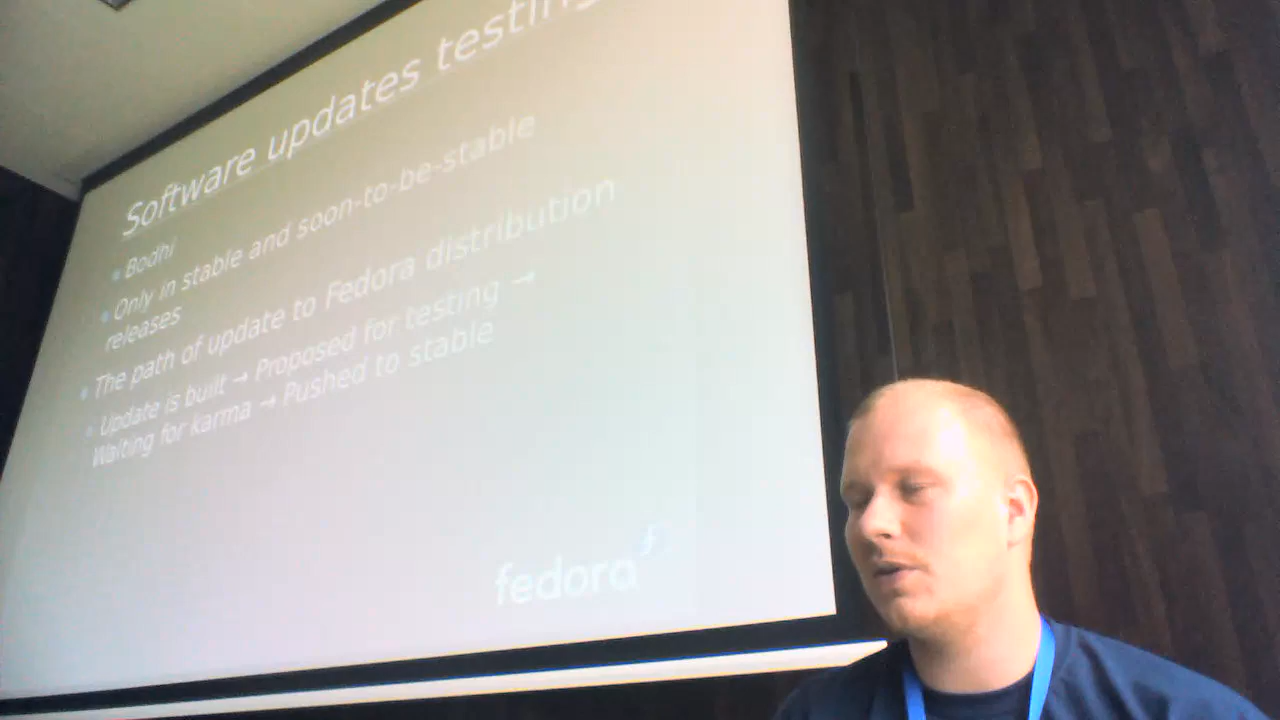 Software updates testing
Bodhi
Only in stable and soon-to-be-stable
releases
The path of update to Fedora distribution
Update is built → Proposed for testing →
Waiting for karma → Pushed to stable
fedora